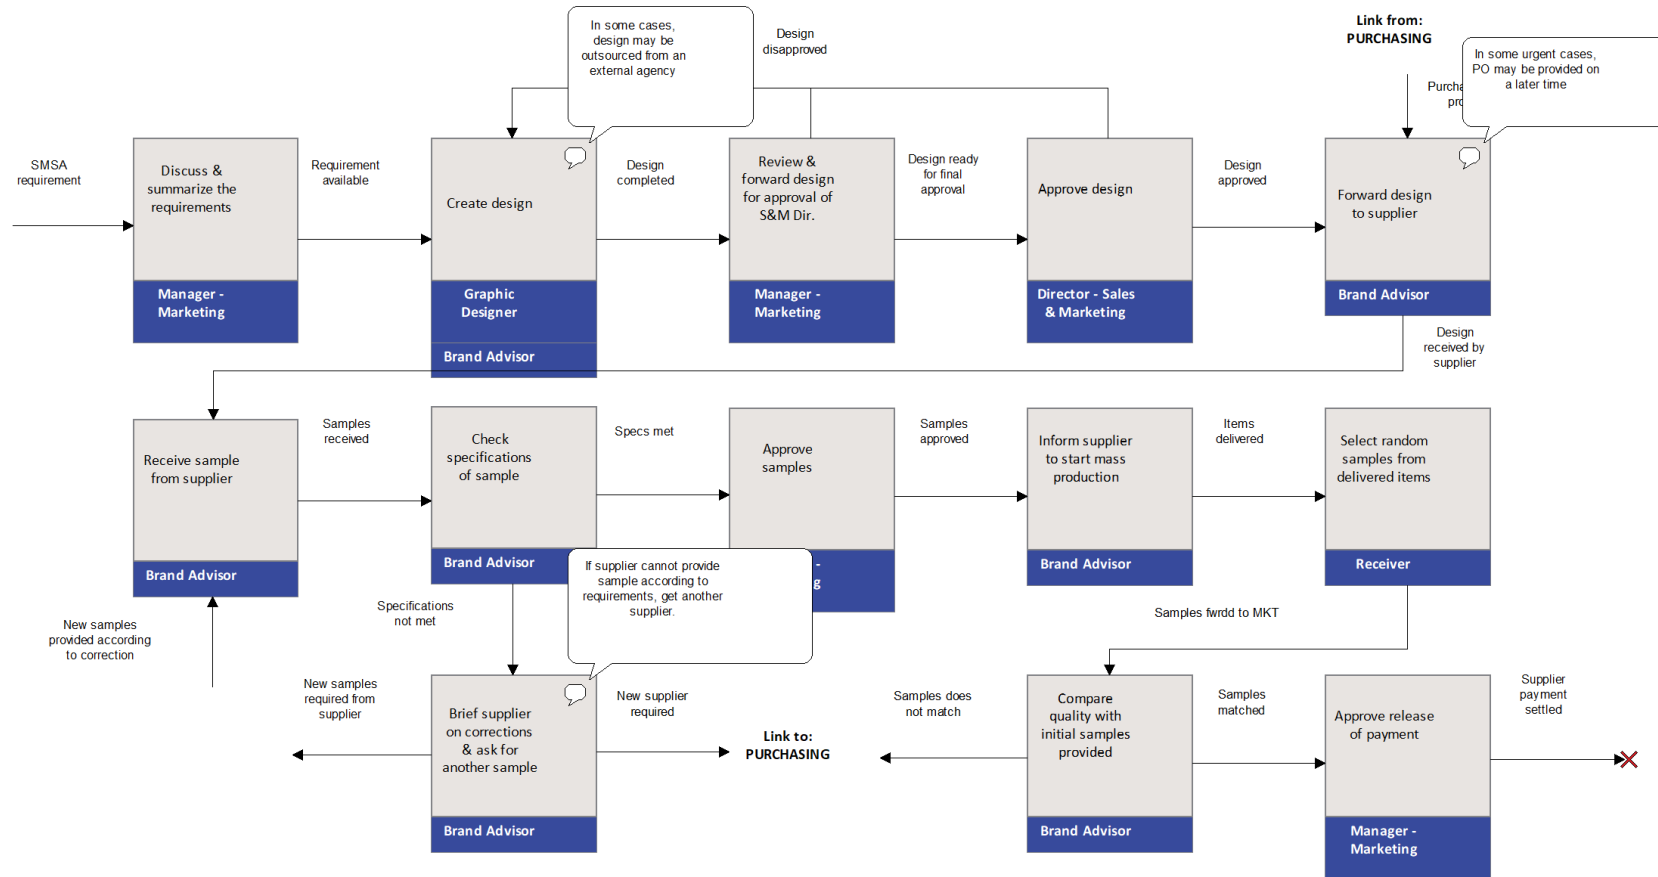 In some cases,
design may be
outsourced from an
external agency
Design
disapproved
Link from:
PURCHASING
In some urgent cases,
PO may be provided on
a later time
SMSA
requirement
Discuss &
summarize the
requirements
Manager -
Marketing
Requirement
available
Create design
Graphic
Designer
Brand Advisor
Design
completed
Review &
forward design
for approval of
S&M Dir.
Manager -
Marketing
Design ready
for final
approval
Approve design
Director - Sales
& Marketing
Design
approved
Forward design
to supplier
Brand Advisor
Design
received by
supplier
Receive sample
from supplier
Brand Advisor
Samples
received
Check
specifications
of sample
Brand Advisor
Specs met
Approve
samples
Samples
approved
Inform supplier
to start mass
production
Brand Advisor
Items
delivered
Select random
samples from
delivered items
Receiver
New samples
provided according
to correction
Specifications
not met
If supplier cannot provide
sample according to
requirements, get another
supplier.
Samples fwrdd to MKT
New samples
required from
supplier
Brief supplier
on corrections
& ask for
another sample
Brand Advisor
New supplier
required
Link to:
PURCHASING
Samples does
not match
Compare
quality with
initial samples
provided
Brand Advisor
Samples
matched
Approve release
of payment
Manager -
Marketing
Supplier
payment
settled